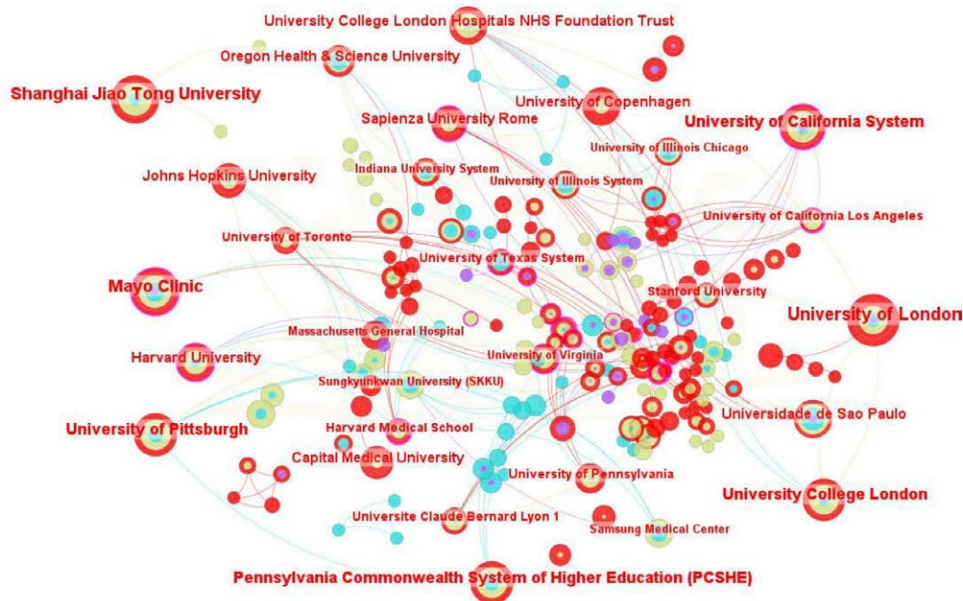 University College London Hospitals NHS Foundation Trust
Oregon Health & Science University
Shanghai Jiao Tong University
University of Copenhagen
Sapienza University Rome
University of California System
University of Illinois Chicago
Indiana University System
Johns Hopkins University
University of Illinois System
University of California Los Angeles
University of Toronto
University of Texas System
Mayo Clinic
Stanford University
University of London
Massachusetts General Hospital
Harvard University
University of Virginia
Sungkyunkwan University (SKKU)
Universidade de Sao Paulo
University of Pittsburgh
Harvard Medical School
Capital Medical University
University of Pennsylvania
University College London
Universite Claude Bernard Lyon 1
Samsung Medical Center
Pennsylvania Commonwealth System of Higher Education (PCSHE)